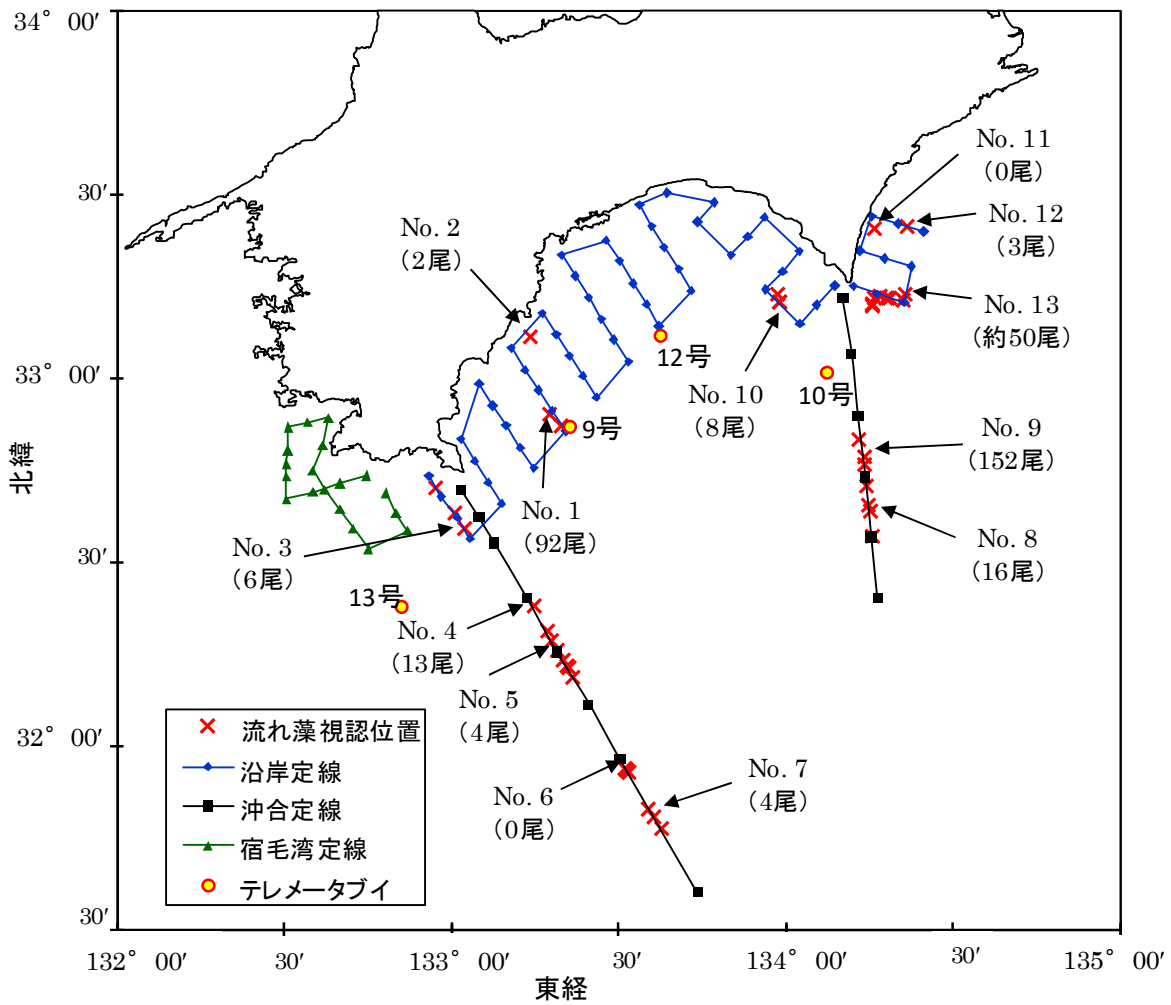 34° 00′
30′
33° 00′
30′
32° 00′
30′
北緯
132° 00′
30′
133° 00′
30′
134° 00′
30′
135° 00′
東経
No. 11
(0尾)
No. 12
(3尾)
No. 13
(約50尾)
No. 2
(2尾)
12号
10号
9号
13号
No. 10
(8尾)
No. 9
(152尾)
No. 8
(16尾)
No. 1
(92尾)
No. 3
(6尾)
No. 4
(13尾)
No. 5
(4尾)
No. 6
(0尾)
No. 7
(4尾)
流れ藻視認位置
沿岸定線
沖合定線
宿毛湾定線
テレメータブイ